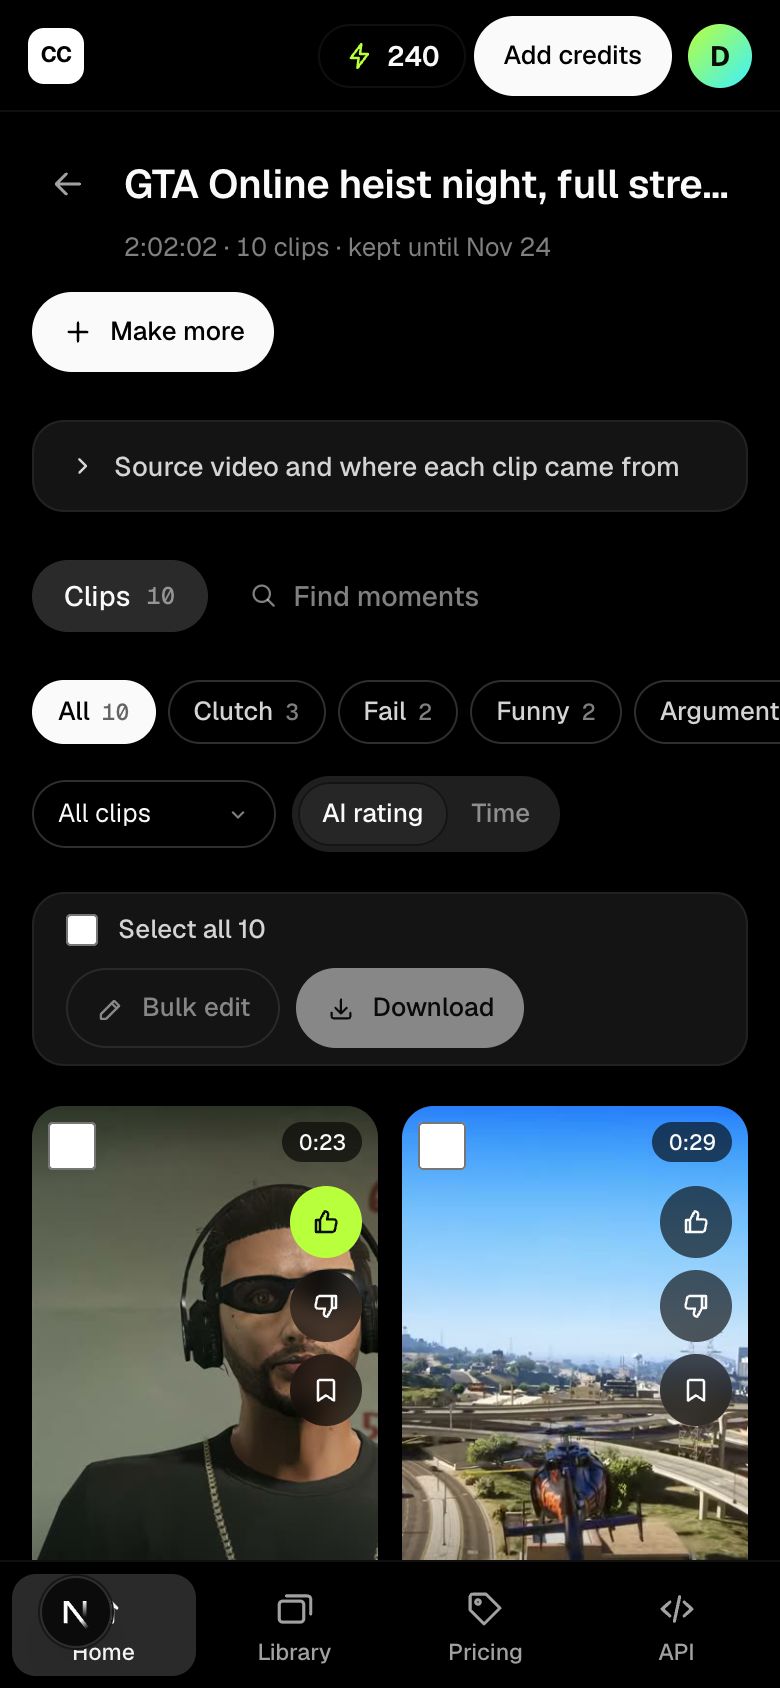 CC
240
Add credits
D
GTA Online heist night, full stre...
2:02:02 · 10 clips · kept until Nov 24
Make more
Source video and where each clip came from
Clips 10
Find moments
All 10
Clutch 3
Fail 2
Funny 2
Argument
All clips
AI rating
Time
Select all 10
Bulk edit
Download
0:23
0:29
N
Home
Library
Pricing
API